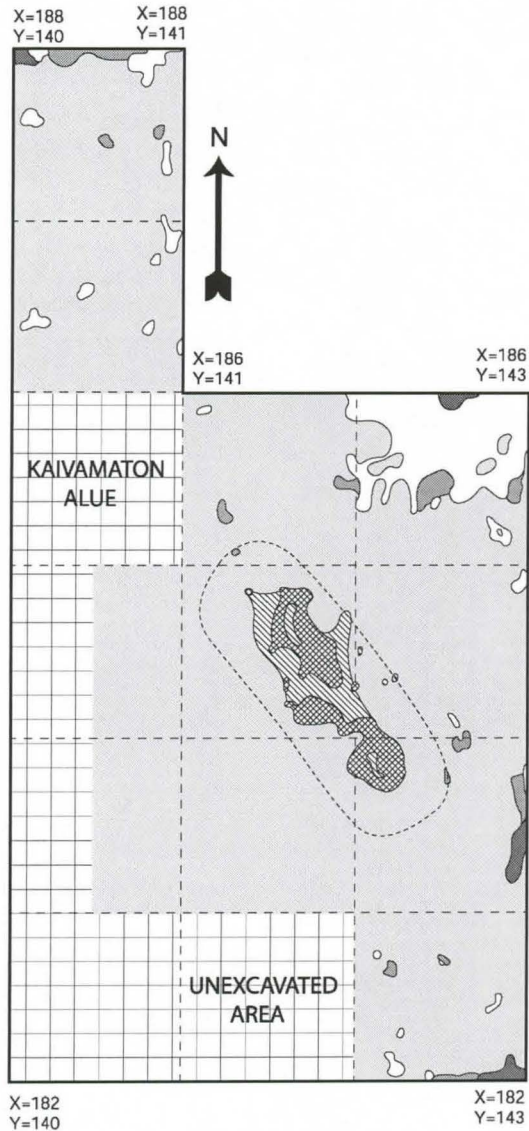 X=188
Y=140
X=188
Y=141
N
X=186
Y=141
X=186
Y=143
KAIVAMATON
ALUE
UNEXCAVATED
AREA
X=182
Y=140
X=182
Y=143